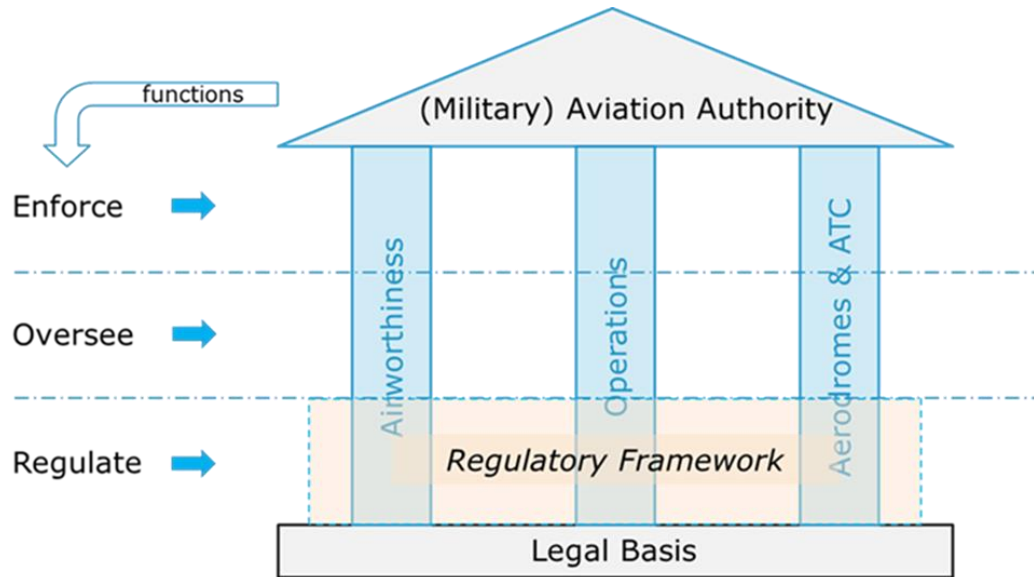 functions
(Military) Aviation Authority
Enforce
Oversee
Regulate
Airworthiness
Operations
Aerodromes & ATC
Regulatory Framework
Legal Basis